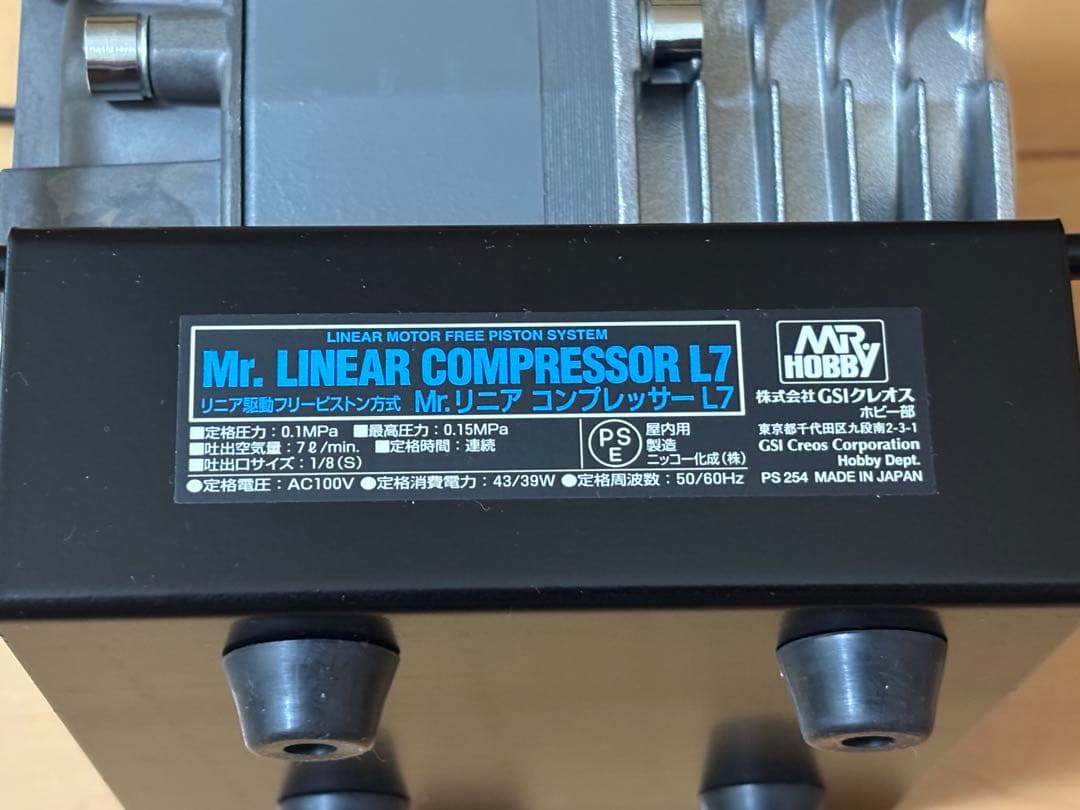 LINEAR MOTOR FREE PISTON SYSTEM
Mr. LINEAR COMPRESSOR L7
リニア駆動フリーピストン方式 Mr.リニア コンプレッサー L7
■定格圧力：0.1MPa ■最高圧力：0.15MPa
■吐出空気量：7ℓ/min. ■定格時間：連続
■吐出口サイズ：1/8(S)
PSE
屋内用
製造
ニッコー化成(株)
●定格電圧：AC100V ●定格消費電力：43/39W ●定格周波数：50/60Hz
MR. HOBBY
株式会社GSIクレオス
ホビー部
東京都千代田区九段南2-3-1
GSI Creos Corporation
Hobby Dept.
PS 254 MADE IN JAPAN